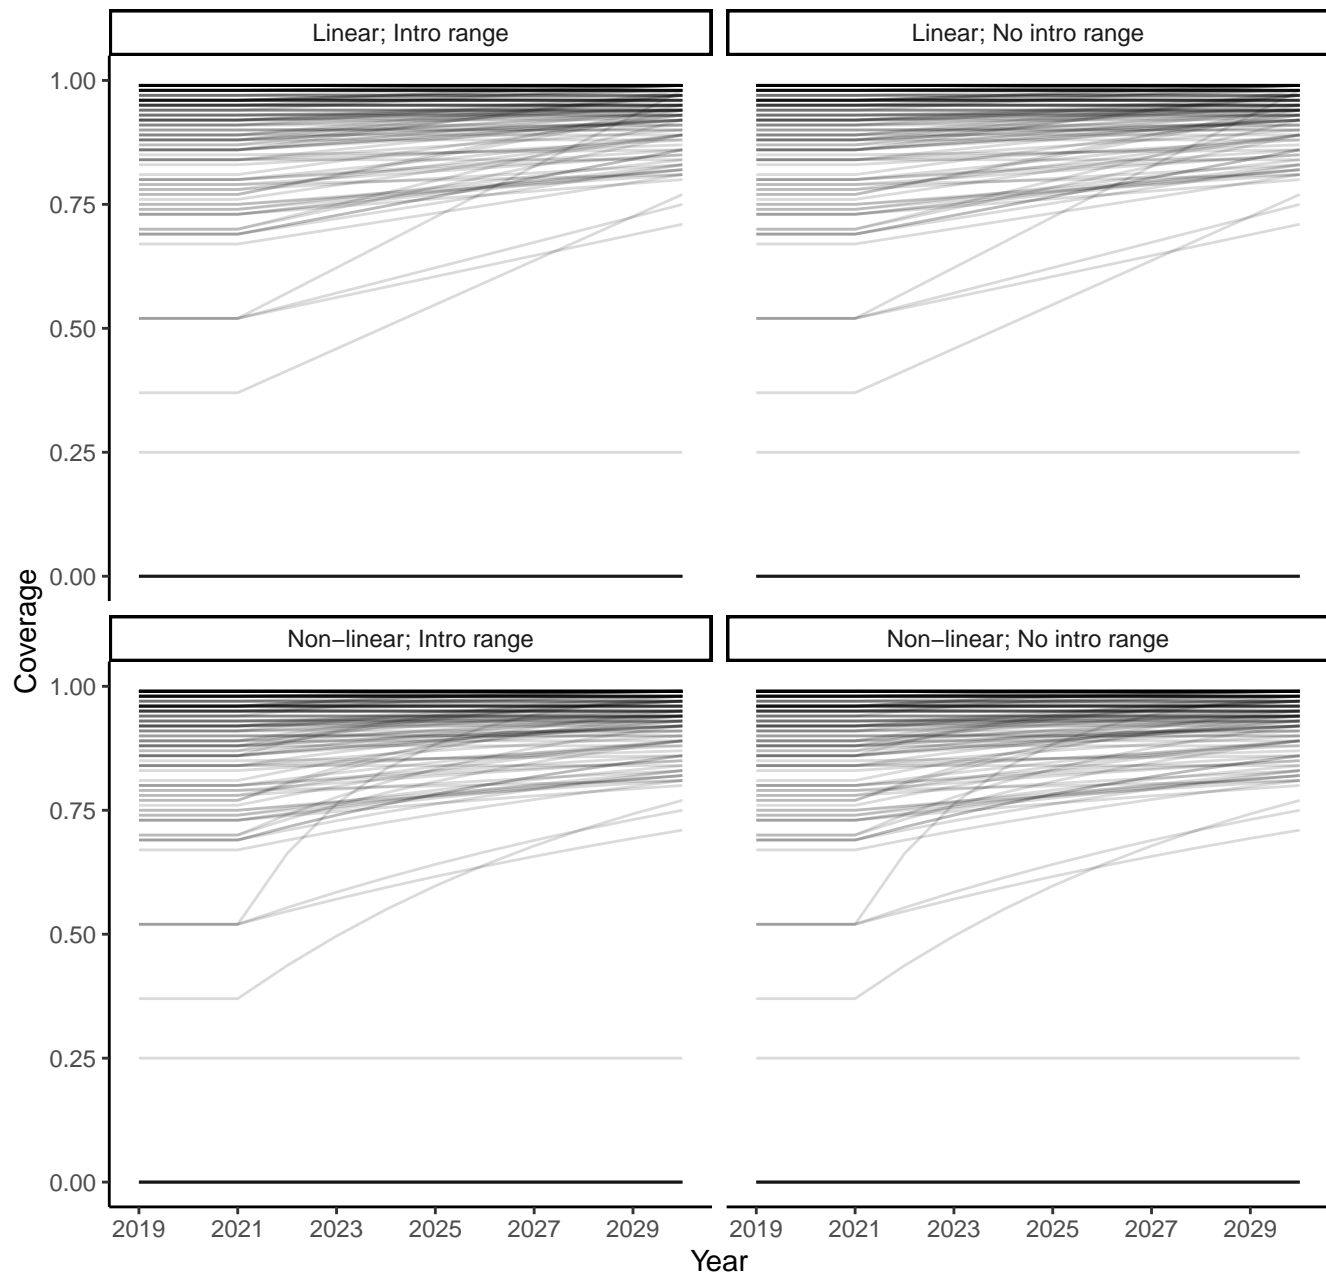 Linear; Intro range
Linear; No intro range
1.00
0.75
0.50
0.25
0.00
Coverage
Non−linear; Intro range
Non−linear; No intro range
1.00
0.75
0.50
0.25
0.00
2019 2021 2023 2025 2027 2029
2019 2021 2023 2025 2027 2029
Year